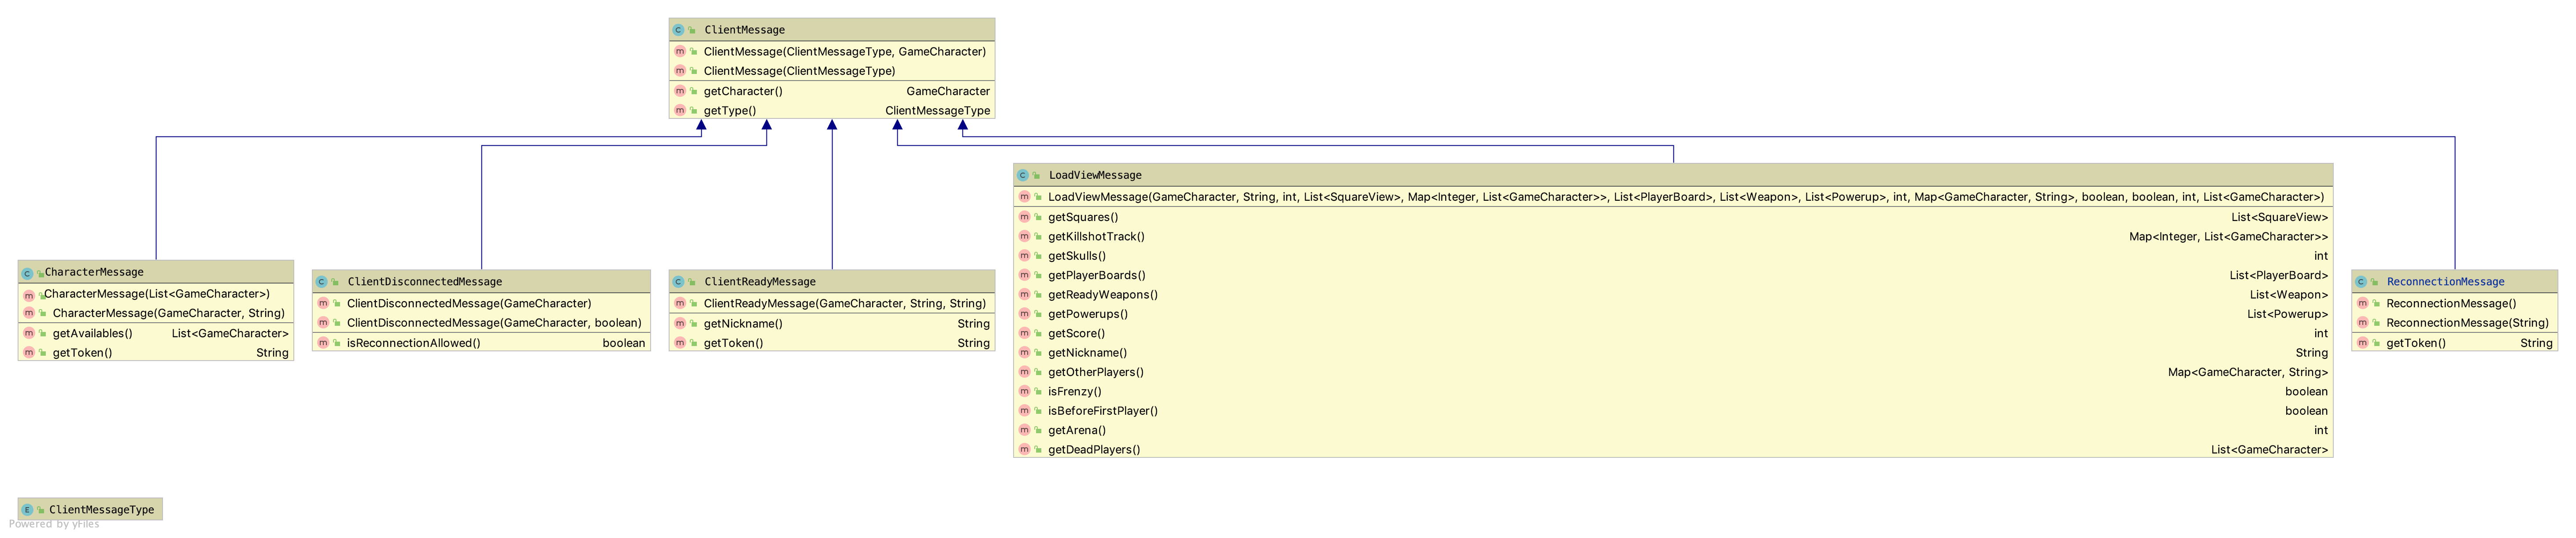 ClientMessage
ClientMessage(ClientMessageType, GameCharacter)
ClientMessage(ClientMessageType)
getCharacter() GameCharacter
getType() ClientMessageType
CharacterMessage
CharacterMessage(List<GameCharacter>)
CharacterMessage(GameCharacter, String)
getAvailables() List<GameCharacter>
getToken() String
ClientDisconnectedMessage
ClientDisconnectedMessage(GameCharacter)
ClientDisconnectedMessage(GameCharacter, boolean)
isReconnectionAllowed() boolean
ClientReadyMessage
ClientReadyMessage(GameCharacter, String, String)
getNickname() String
getToken() String
LoadViewMessage
LoadViewMessage(GameCharacter, String, int, List<SquareView>, Map<Integer, List<GameCharacter>>, List<PlayerBoard>, List<Weapon>, List<Powerup>, int, Map<GameCharacter, String>, boolean, boolean, int, List<GameCharacter>)
getSquares() List<SquareView>
getKillshotTrack() Map<Integer, List<GameCharacter>>
getSkulls() int
getPlayerBoards() List<PlayerBoard>
getReadyWeapons() List<Weapon>
getPowerups() List<Powerup>
getScore() int
getNickname() String
getOtherPlayers() Map<GameCharacter, String>
isFrenzy() boolean
isBeforeFirstPlayer() boolean
getArena() int
getDeadPlayers() List<GameCharacter>
ReconnectionMessage
ReconnectionMessage()
ReconnectionMessage(String)
getToken() String
ClientMessageType
Powered by yFiles